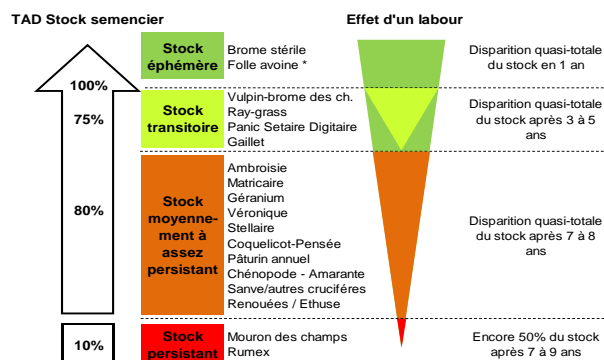 TAD Stock semencier
Effet d'un labour
100%
75%
80%
10%
Stock
éphémère
Brome stérile
Folle avoine *
Disparition quasi-totale
du stock en 1 an
Stock
transitoire
Vulpin-brome des ch.
Ray-grass
Panic Setaire Digitaire
Gaillet
Disparition quasi-totale
du stock après 3 à 5
ans
Stock
moyenne-
ment à
assez
persistant
Ambroisie
Matricaire
Géranium
Véronique
Stellaire
Coquelicot-Pensée
Pâturin annuel
Chénopode - Amarante
Sanve/autres crucifères
Renouées / Ethuse
Disparition quasi-totale
du stock après 7 à 8
ans
Stock
persistant
Mouron des champs
Rumex
Encore 50% du stock
après 7 à 9 ans